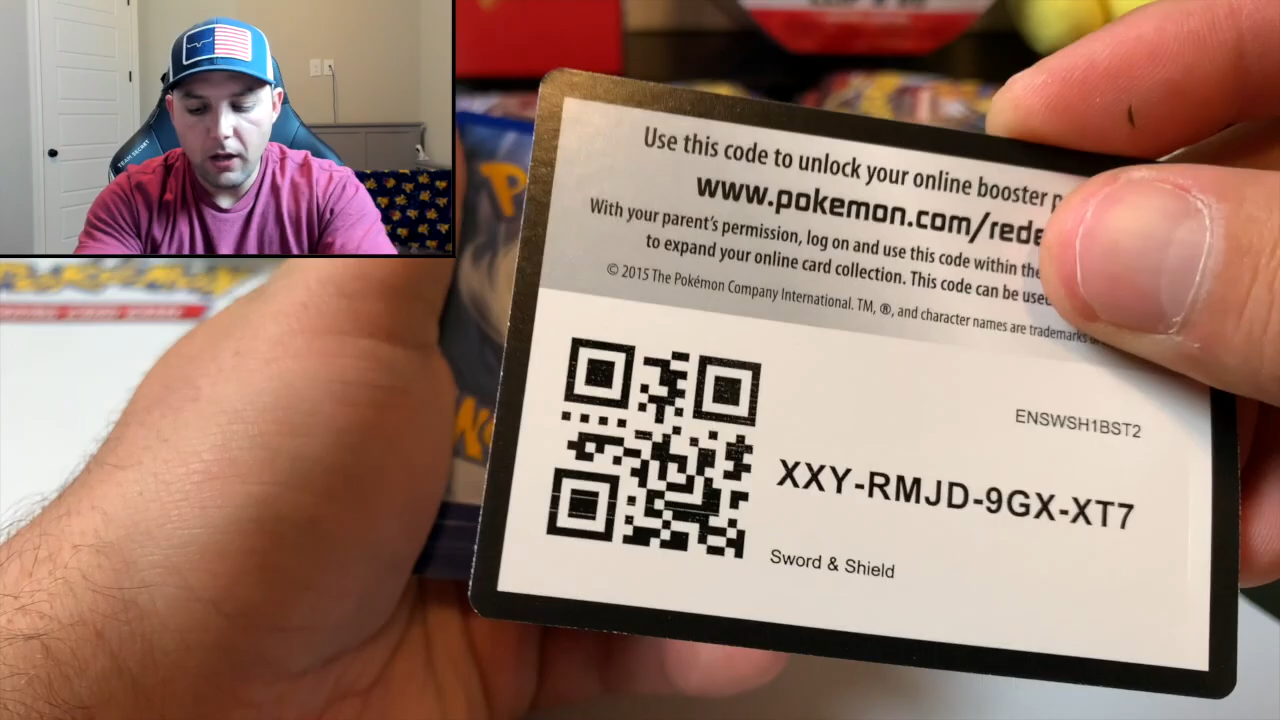 TEAM SECRET
Use this code to unlock your online booster
www.pokemon.com/rede
With your parent's permission, log on and use this code within the
to expand your online card collection. This code can be used
© 2015 The Pokémon Company International. TM, ®, and character names are trademarks
ENSWSH1BST2
XXY-RMJD-9GX-XT7
Sword & Shield